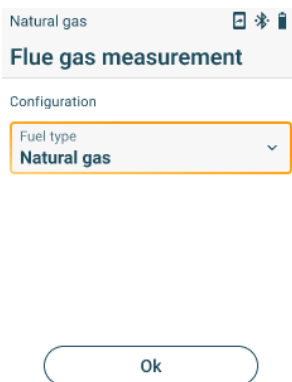 Natural gas
Flue gas measurement
Configuration
Fuel type
Natural gas
Ok